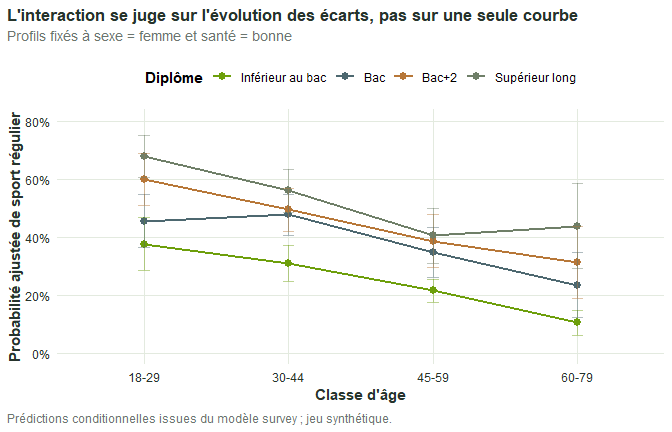 L'interaction se juge sur l'évolution des écarts, pas sur une seule courbe
Profils fixés à sexe = femme et santé = bonne
Diplôme Inférieur au bac Bac Bac+2 Supérieur long
Probabilité ajustée de sport régulier
80%
60%
40%
20%
0%
18-29 30-44 45-59 60-79
Classe d'âge
Prédictions conditionnelles issues du modèle survey ; jeu synthétique.